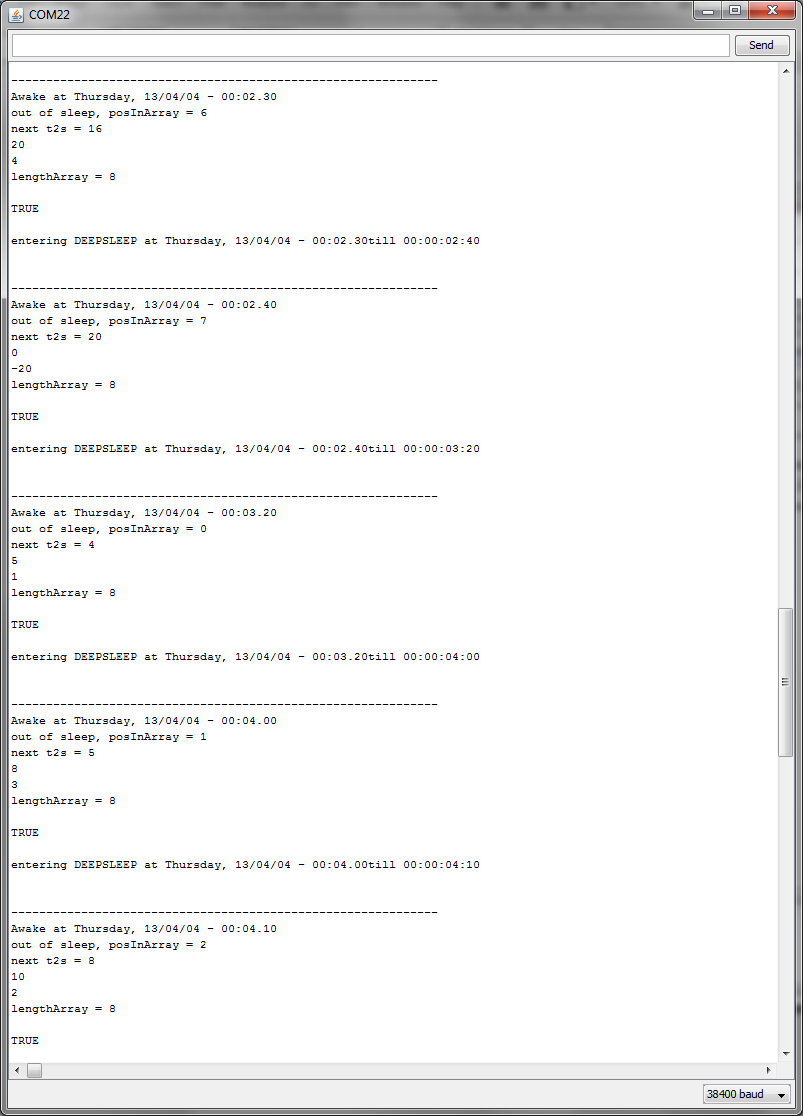 COM22
Send
-------------------------------------------------------------
Awake at Thursday, 13/04/04 - 00:02.30
out of sleep, posInArray = 6
next t2s = 16
20
4
lengthArray = 8
TRUE
entering DEEPSLEEP at Thursday, 13/04/04 - 00:02.30till 00:00:02:40
-------------------------------------------------------------
Awake at Thursday, 13/04/04 - 00:02.40
out of sleep, posInArray = 7
next t2s = 20
0
-20
lengthArray = 8
TRUE
entering DEEPSLEEP at Thursday, 13/04/04 - 00:02.40till 00:00:03:20
-------------------------------------------------------------
Awake at Thursday, 13/04/04 - 00:03.20
out of sleep, posInArray = 0
next t2s = 4
5
1
lengthArray = 8
TRUE
entering DEEPSLEEP at Thursday, 13/04/04 - 00:03.20till 00:00:04:00
-------------------------------------------------------------
Awake at Thursday, 13/04/04 - 00:04.00
out of sleep, posInArray = 1
next t2s = 5
8
3
lengthArray = 8
TRUE
entering DEEPSLEEP at Thursday, 13/04/04 - 00:04.00till 00:00:04:10
-------------------------------------------------------------
Awake at Thursday, 13/04/04 - 00:04.10
out of sleep, posInArray = 2
next t2s = 8
10
2
lengthArray = 8
TRUE
38400 baud